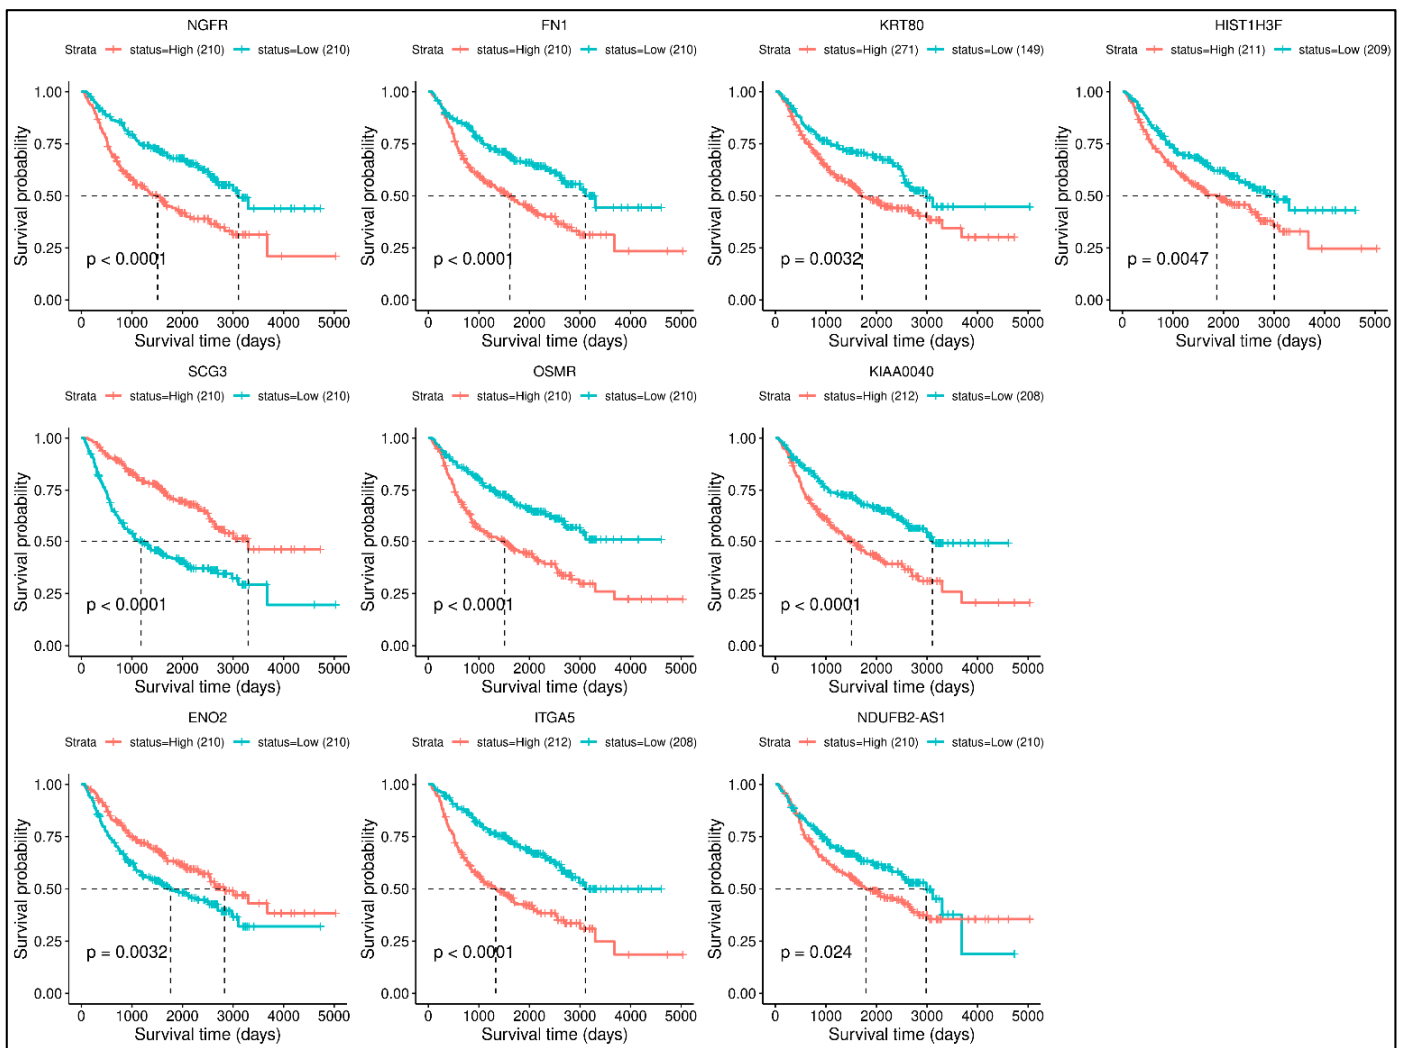 NGFR
Strata status=High (210) status=Low (210)
Survival probability
1.00
0.75
0.50
0.25
0.00
p < 0.0001
0 1000 2000 3000 4000 5000
Survival time (days)
FN1
Strata status=High (210) status=Low (210)
Survival probability
1.00
0.75
0.50
0.25
0.00
p < 0.0001
0 1000 2000 3000 4000 5000
Survival time (days)
KRT80
Strata status=High (271) status=Low (149)
Survival probability
1.00
0.75
0.50
0.25
0.00
p = 0.0032
0 1000 2000 3000 4000 5000
Survival time (days)
HIST1H3F
Strata status=High (211) status=Low (209)
Survival probability
1.00
0.75
0.50
0.25
0.00
p = 0.0047
0 1000 2000 3000 4000 5000
Survival time (days)
SCG3
Strata status=High (210) status=Low (210)
Survival probability
1.00
0.75
0.50
0.25
0.00
p < 0.0001
0 1000 2000 3000 4000 5000
Survival time (days)
OSMR
Strata status=High (210) status=Low (210)
Survival probability
1.00
0.75
0.50
0.25
0.00
p < 0.0001
0 1000 2000 3000 4000 5000
Survival time (days)
KIAA0040
Strata status=High (212) status=Low (208)
Survival probability
1.00
0.75
0.50
0.25
0.00
p < 0.0001
0 1000 2000 3000 4000 5000
Survival time (days)
ENO2
Strata status=High (210) status=Low (210)
Survival probability
1.00
0.75
0.50
0.25
0.00
p = 0.0032
0 1000 2000 3000 4000 5000
Survival time (days)
ITGA5
Strata status=High (212) status=Low (208)
Survival probability
1.00
0.75
0.50
0.25
0.00
p < 0.0001
0 1000 2000 3000 4000 5000
Survival time (days)
NDUFB2-AS1
Strata status=High (210) status=Low (210)
Survival probability
1.00
0.75
0.50
0.25
0.00
p = 0.024
0 1000 2000 3000 4000 5000
Survival time (days)